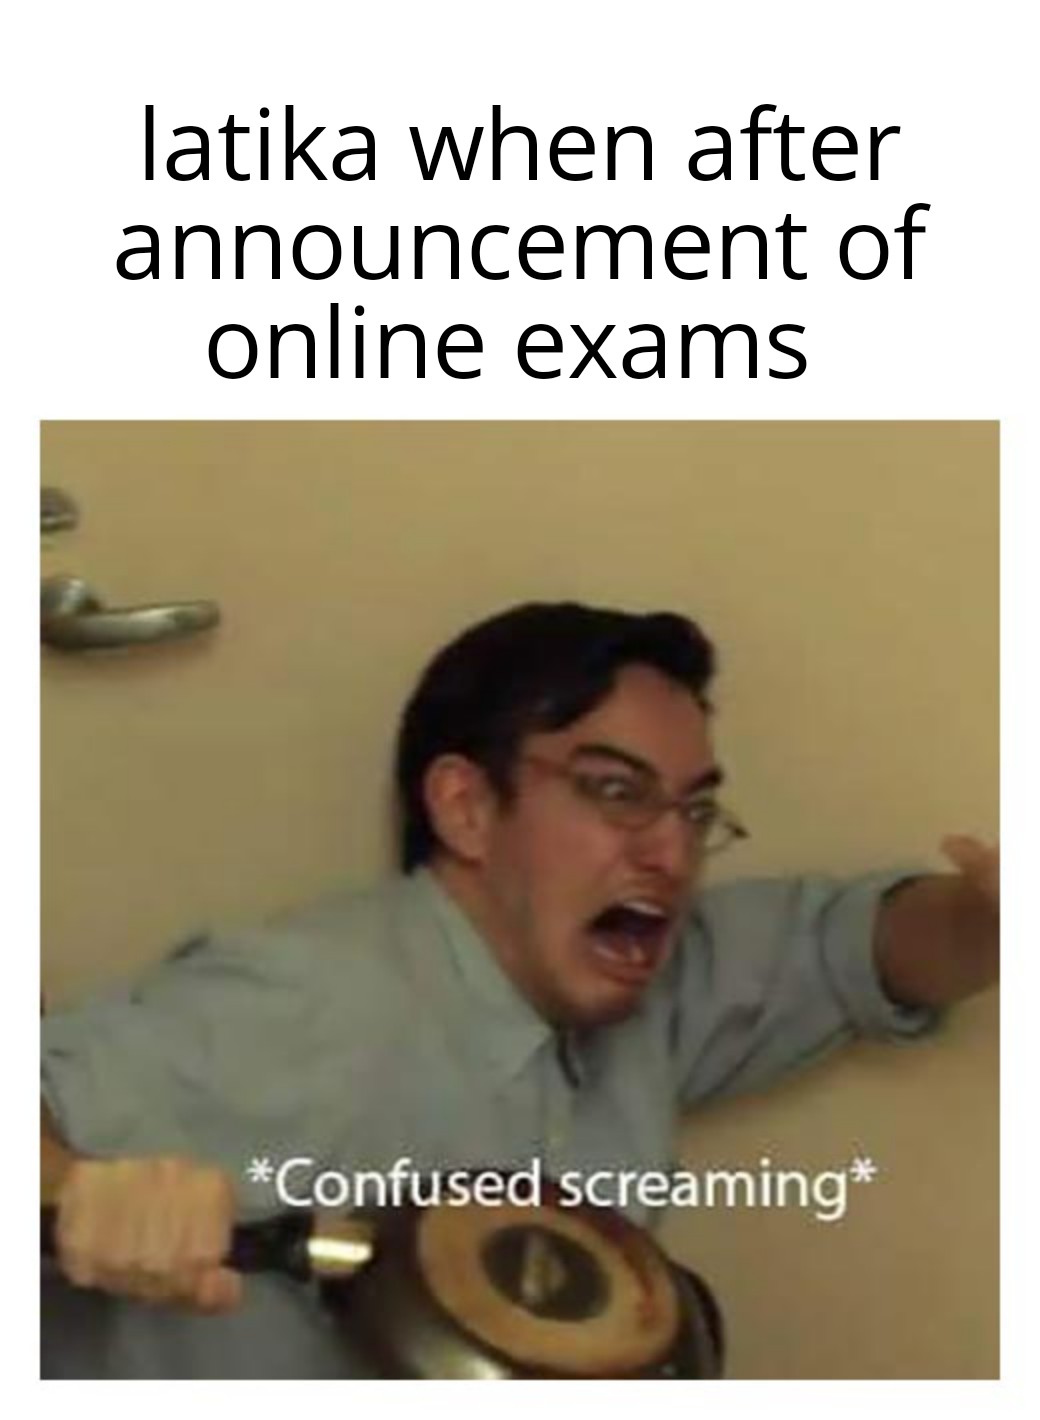 latika when after
announcement of
online exams
*Confused screaming*